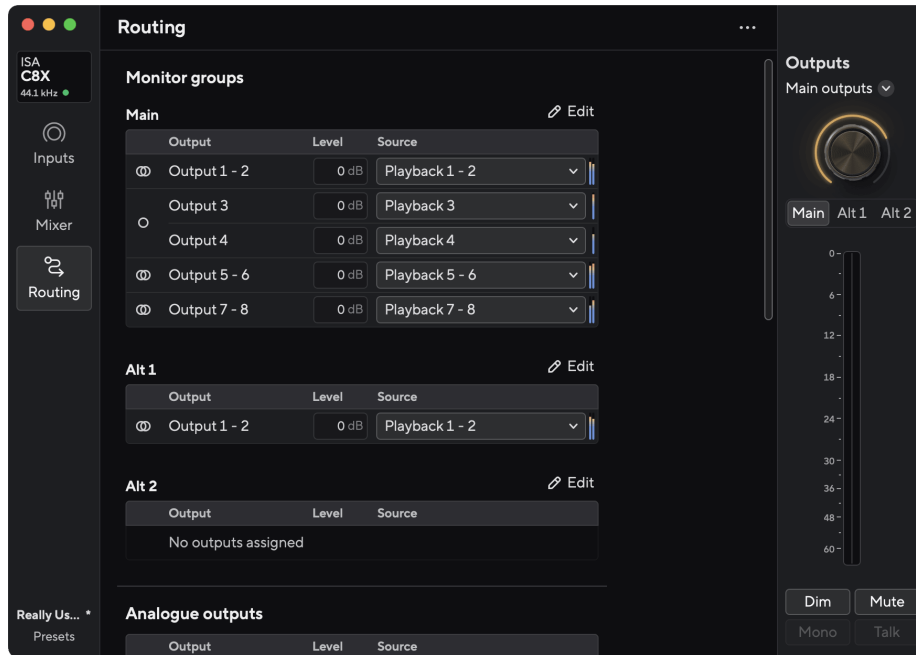 Routing
...
ISA
C8X
44.1 kHz
Inputs
Mixer
Routing
Really Us... *
Presets
Monitor groups
Main
Edit
Output Level Source
Output 1 - 2 0 dB Playback 1 - 2
Output 3 0 dB Playback 3
Output 4 0 dB Playback 4
Output 5 - 6 0 dB Playback 5 - 6
Output 7 - 8 0 dB Playback 7 - 8
Alt 1
Edit
Output Level Source
Output 1 - 2 0 dB Playback 1 - 2
Alt 2
Edit
Output Level Source
No outputs assigned
Analogue outputs
Output Level Source
Outputs
Main outputs
Main Alt 1 Alt 2
0
6
12
18
24
30
36
48
60
Dim Mute
Mono Talk